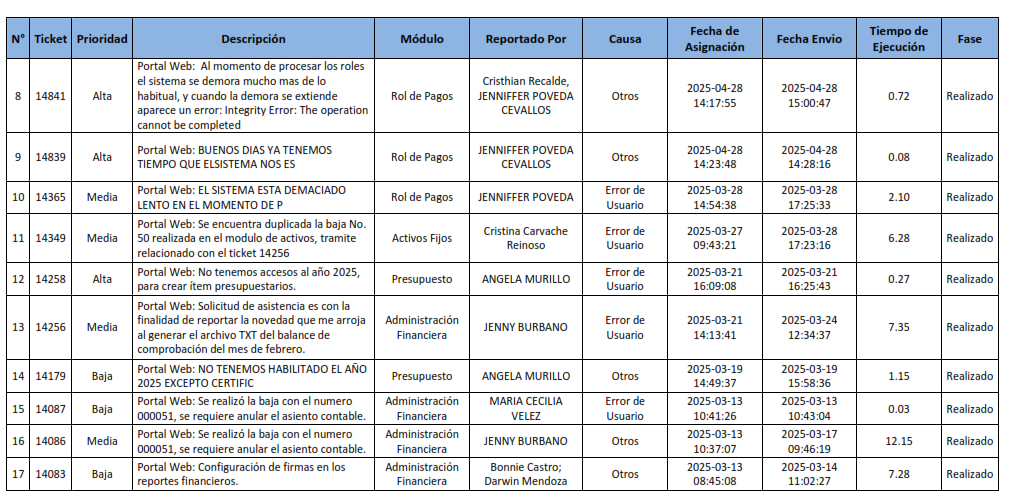 N° Ticket Prioridad Descripción Módulo Reportado Por Causa Fecha de Asignación Fecha Envio Tiempo de Ejecución Fase
8 14841 Alta
Portal Web:  Al momento de procesar los roles
el sistema se demora mucho mas de lo
habitual, y cuando la demora se extiende
aparece un error: Integrity Error: The operation
cannot be completed
Rol de Pagos
Cristhian Recalde,
JENNIFFER POVEDA
CEVALLOS
Otros
2025-04-28
14:17:55
2025-04-28
15:00:47
0.72 Realizado
9 14839 Alta
Portal Web: BUENOS DIAS YA TENEMOS
TIEMPO QUE ELSISTEMA NOS ES
Rol de Pagos
JENNIFFER POVEDA
CEVALLOS
Otros
2025-04-28
14:23:48
2025-04-28
14:28:16
0.08 Realizado
10 14365 Media
Portal Web: EL SISTEMA ESTA DEMACIADO
LENTO EN EL MOMENTO DE P
Rol de Pagos
JENNIFFER POVEDA
Error de
Usuario
2025-03-28
14:54:38
2025-03-28
17:25:33
2.10 Realizado
11 14349 Media
Portal Web: Se encuentra duplicada la baja No.
50 realizada en el modulo de activos, tramite
relacionado con el ticket 14256
Activos Fijos
Cristina Carvache
Reinoso
Error de
Usuario
2025-03-27
09:43:21
2025-03-28
17:23:16
6.28 Realizado
12 14258 Alta
Portal Web: No tenemos accesos al año 2025,
para crear ítem prepuestarios.
Presupuesto
ANGELA MURILLO
Error de
Usuario
2025-03-21
16:09:08
2025-03-21
16:25:43
0.27 Realizado
13 14256 Media
Portal Web: Solicitud de asistencia es con la
finalidad de reportar la novedad que me arroja
al generar el archivo TXT del balance de
comprobación del mes de febrero.
Administración
Financiera
JENNY BURBANO
Error de
Usuario
2025-03-21
14:13:41
2025-03-24
12:34:37
7.35 Realizado
14 14179 Baja
Portal Web: NO TENEMOS HABILITADO EL AÑO
2025 EXCEPTO CERTIFIC
Presupuesto
ANGELA MURILLO
Otros
2025-03-19
14:49:37
2025-03-19
15:58:36
1.15 Realizado
15 14087 Baja
Portal Web: Se realizó la baja con el numero
000051, se requiere anular el asiento contable.
Administración
Financiera
MARIA CECILIA
VELEZ
Error de
Usuario
2025-03-13
10:41:26
2025-03-13
10:43:04
0.03 Realizado
16 14086 Media
Portal Web: Se realizó la baja con el numero
000051, se requiere anular el asiento contable.
Administración
Financiera
JENNY BURBANO
Otros
2025-03-13
10:37:07
2025-03-17
09:46:19
12.15 Realizado
17 14083 Baja
Portal Web: Configuración de firmas en los
reportes financieros.
Administración
Financiera
Bonnie Castro;
Darwin Mendoza
Otros
2025-03-13
08:45:08
2025-03-14
11:02:27
7.28 Realizado